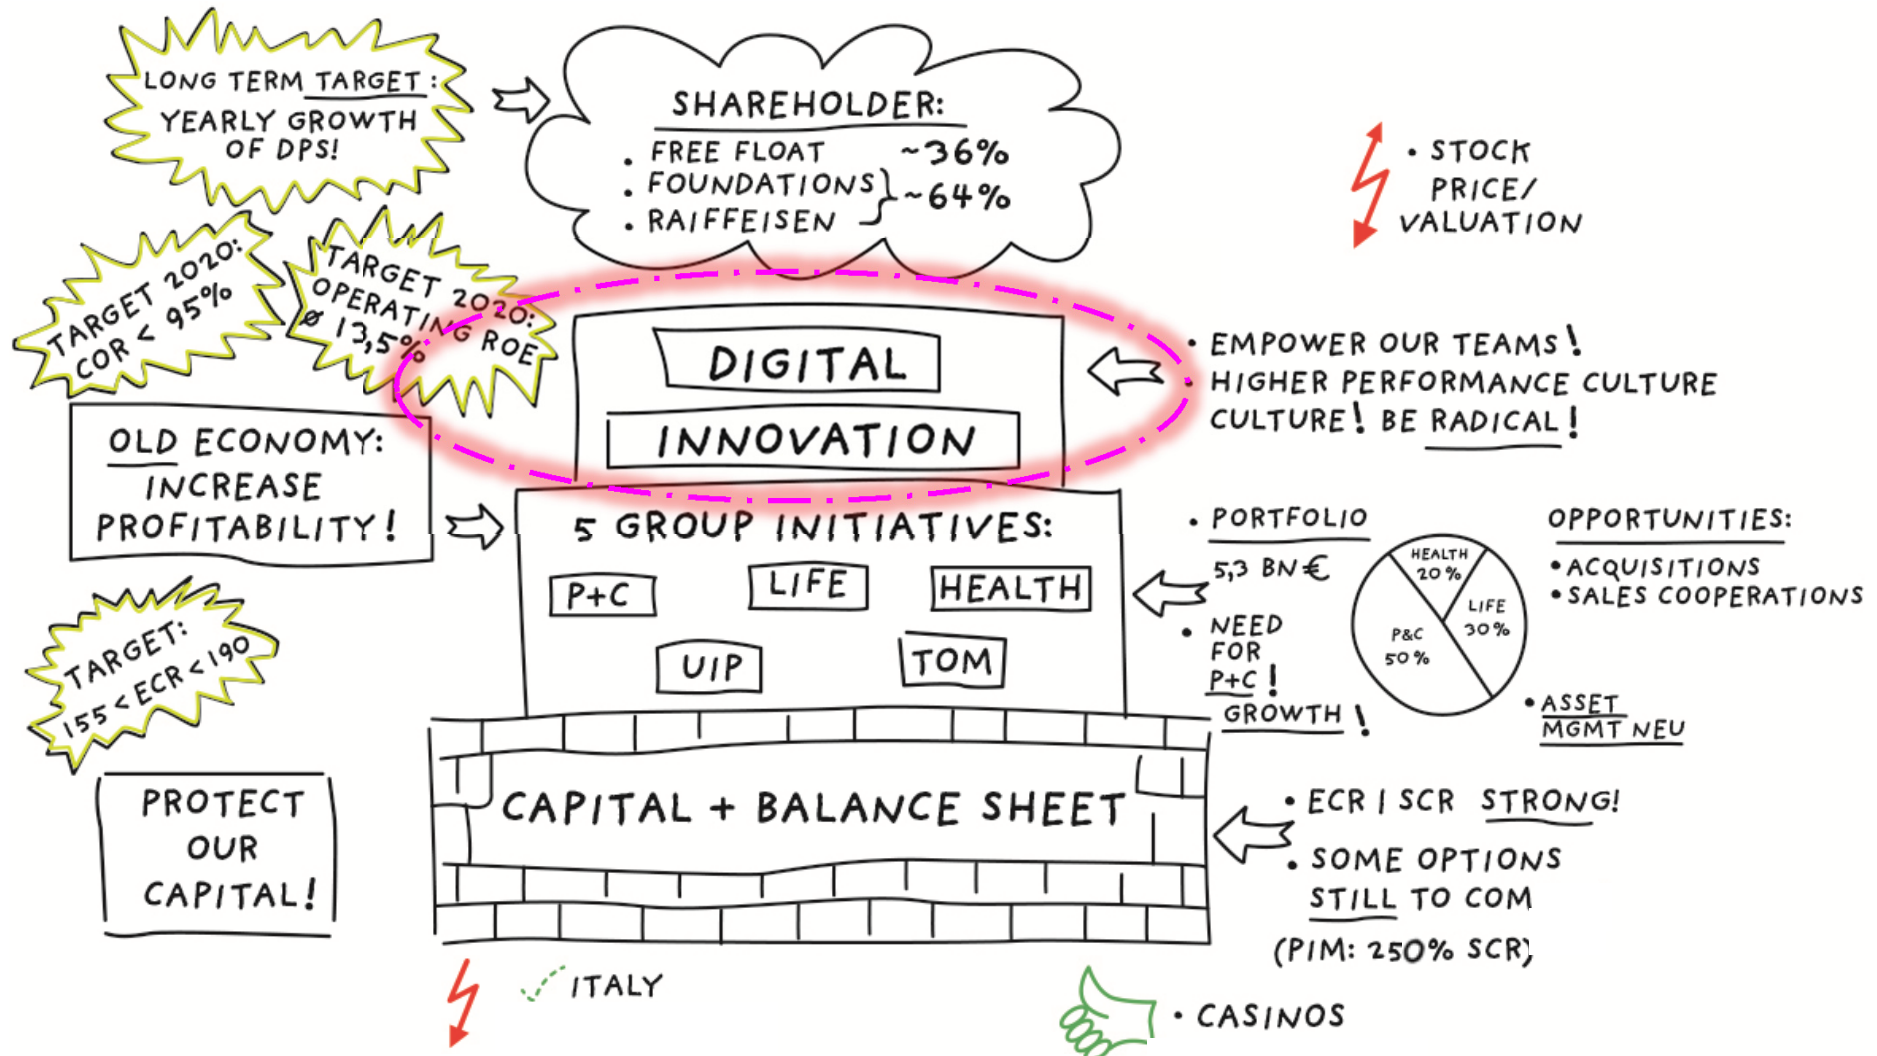 LONG TERM TARGET:
YEARLY GROWTH
OF DPS!
SHAREHOLDER:
• FREE FLOAT ~36%
• FOUNDATIONS
• RAIFFEISEN
} ~64%
• STOCK
PRICE/
VALUATION
TARGET 2020:
COR < 95%
TARGET 2020:
OPERATING ROE
Ø 13,5%
DIGITAL
INNOVATION
• EMPOWER OUR TEAMS!
• HIGHER PERFORMANCE CULTURE
CULTURE! BE RADICAL!
OLD ECONOMY:
INCREASE
PROFITABILITY!
5 GROUP INITIATIVES:
P+C
LIFE
HEALTH
UIP
TOM
• PORTFOLIO
5,3 BN€
• NEED
FOR
P+C!
GROWTH!
HEALTH
20%
LIFE
30%
P&C
50%
OPPORTUNITIES:
• ACQUISITIONS
• SALES COOPERATIONS
• ASSET
MGMT NEU
TARGET:
155 < ECR < 190
PROTECT
OUR
CAPITAL!
CAPITAL + BALANCE SHEET
• ECR | SCR STRONG!
• SOME OPTIONS
STILL TO COM
(PIM: 250% SCR)
ITALY
• CASINOS